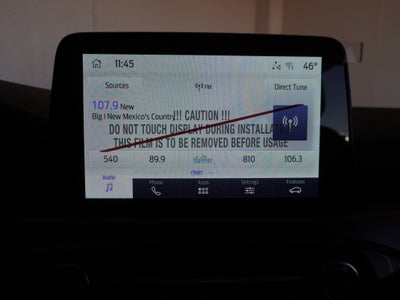 11:45
46°
Sources
FM
Direct Tune
107.9 New
Big I New Mexico's Country
!!! CAUTION !!!
DO NOT TOUCH DISPLAY DURING INSTALLATION
THIS FILM IS TO BE REMOVED BEFORE USAGE
540 89.9 810 106.3
Audio Phone Apps Settings Features